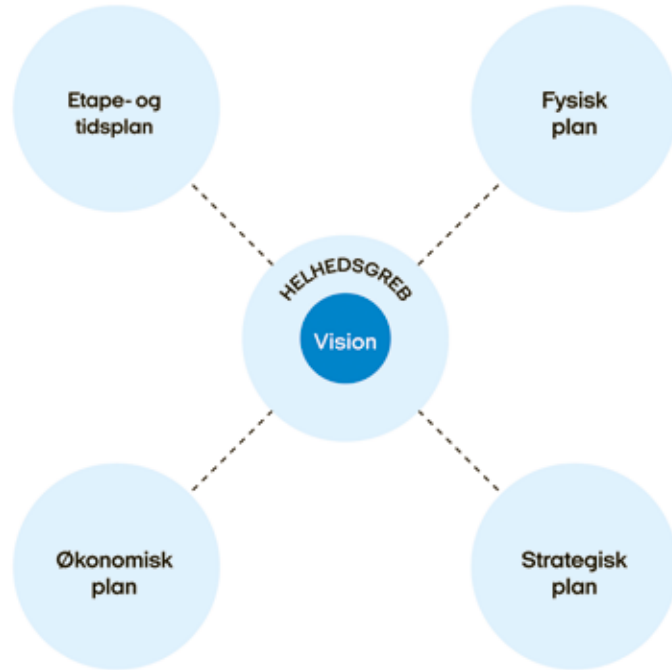 Etape- og
tidsplan
Fysisk
plan
HELHEDSGREB
Vision
Økonomisk
plan
Strategisk
plan